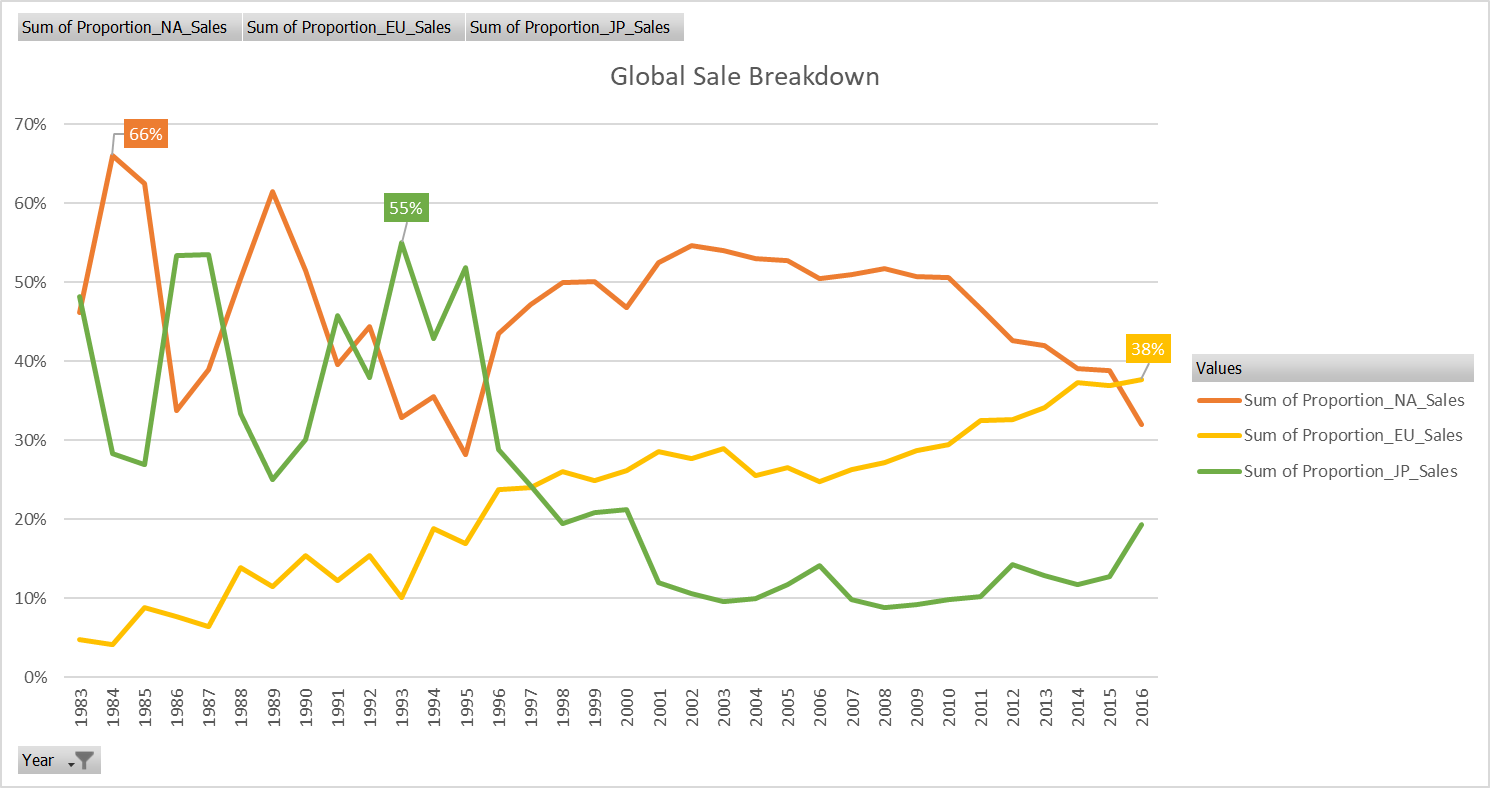 Sum of Proportion_NA_Sales Sum of Proportion_EU_Sales Sum of Proportion_JP_Sales
Global Sale Breakdown
70%
66%
60%
55%
50%
40%
38%
30%
20%
10%
0%
1983 1984 1985 1986 1987 1988 1989 1990 1991 1992 1993 1994 1995 1996 1997 1998 1999 2000 2001 2002 2003 2004 2005 2006 2007 2008 2009 2010 2011 2012 2013 2014 2015 2016
Values
Sum of Proportion_NA_Sales
Sum of Proportion_EU_Sales
Sum of Proportion_JP_Sales
Year